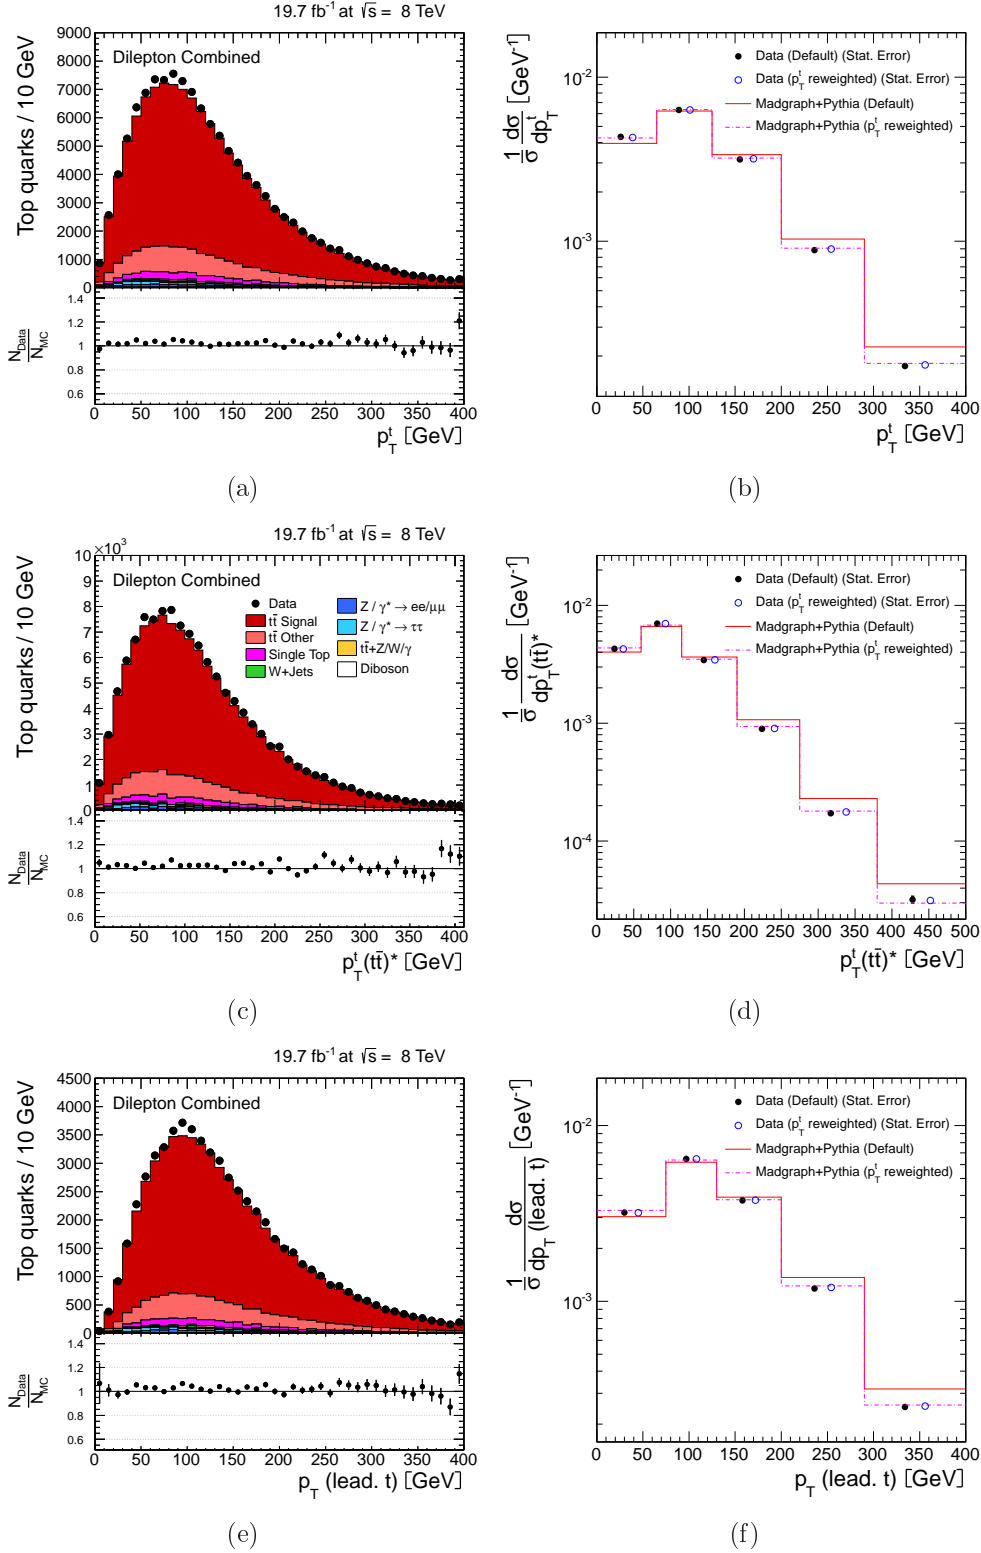 19.7 fb⁻¹ at √s = 8 TeV
Dilepton Combined
Top quarks / 10 GeV
9000
8000
7000
6000
5000
4000
3000
2000
1000
0
N_Data / N_MC
1.4
1.2
1
0.8
0.6
0 50 100 150 200 250 300 350 400
p_T^t [GeV]
(a)
1/σ dσ/dp_T^t [GeV⁻¹]
Data (Default) (Stat. Error)
Data (p_T^t reweighted) (Stat. Error)
Madgraph+Pythia (Default)
Madgraph+Pythia (p_T^t reweighted)
10⁻²
10⁻³
0 50 100 150 200 250 300 350 400
p_T^t [GeV]
(b)
19.7 fb⁻¹ at √s = 8 TeV
×10³
Dilepton Combined
Top quarks / 10 GeV
10
9
8
7
6
5
4
3
2
1
0
Data
tt̄ Signal
tt̄ Other
Single Top
W+Jets
Z / γ* → ee/μμ
Z / γ* → ττ
tt̄+Z/W/γ
Diboson
N_Data / N_MC
1.4
1.2
1
0.8
0.6
0 50 100 150 200 250 300 350 400
p_T^t(tt̄)* [GeV]
(c)
1/σ dσ/dp_T^t(tt̄)* [GeV⁻¹]
Data (Default) (Stat. Error)
Data (p_T^t reweighted) (Stat. Error)
Madgraph+Pythia (Default)
Madgraph+Pythia (p_T^t reweighted)
10⁻²
10⁻³
10⁻⁴
0 50 100 150 200 250 300 350 400 450 500
p_T^t(tt̄)* [GeV]
(d)
19.7 fb⁻¹ at √s = 8 TeV
Dilepton Combined
Top quarks / 10 GeV
4500
4000
3500
3000
2500
2000
1500
1000
500
0
N_Data / N_MC
1.4
1.2
1
0.8
0.6
0 50 100 150 200 250 300 350 400
p_T (lead. t) [GeV]
(e)
1/σ dσ/dp_T (lead. t) [GeV⁻¹]
Data (Default) (Stat. Error)
Data (p_T^t reweighted) (Stat. Error)
Madgraph+Pythia (Default)
Madgraph+Pythia (p_T^t reweighted)
10⁻²
10⁻³
0 50 100 150 200 250 300 350 400
p_T (lead. t) [GeV]
(f)